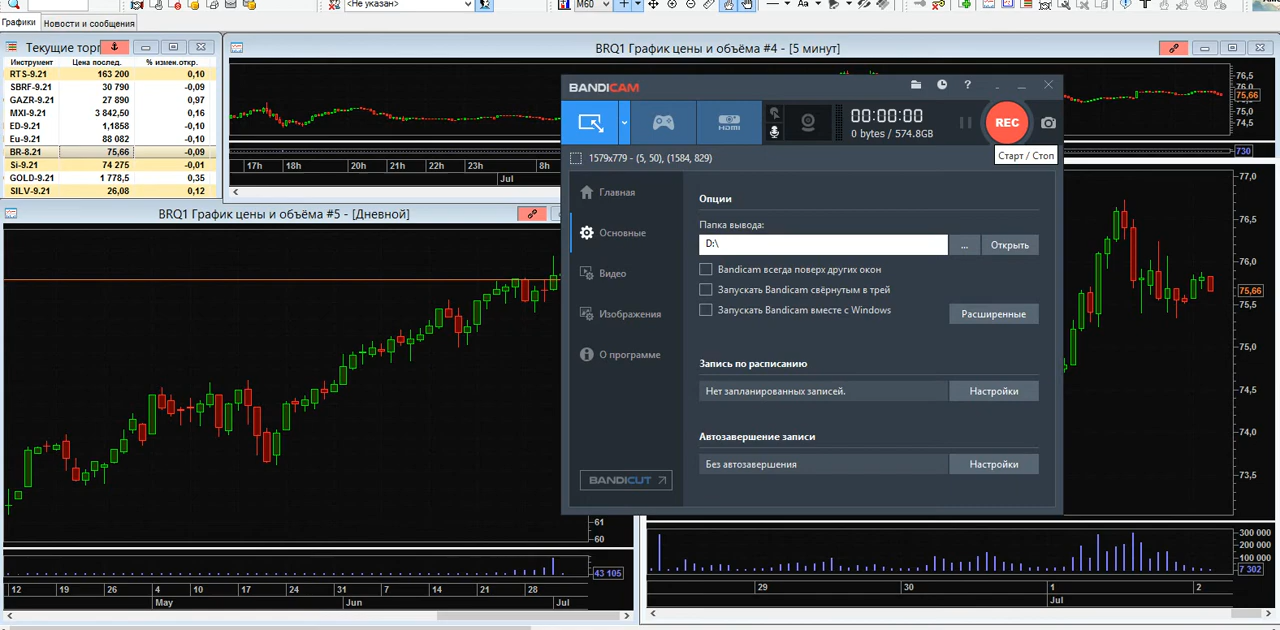 <Не указан>
M60
Aa
Графики
Новости и сообщения
Текущие торг
Инструмент Цена послед. % измен.откр.
RTS-9.21 163 200 0,10
SBRF-9.21 30 790 -0,09
GAZR-9.21 27 890 0,97
MXI-9.21 3 842,50 0,16
ED-9.21 1,1858 -0,10
Eu-9.21 88 082 -0,10
BR-8.21 75,66 -0,09
Si-9.21 74 275 -0,01
GOLD-9.21 1 778,5 0,35
SILV-9.21 26,08 0,12
BRQ1 График цены и объёма #4 - [5 минут]
76,5
75,66
74,5
730
17h 18h 20h 21h 22h 23h 8h
Jul
BRQ1 График цены и объёма #5 - [Дневной]
61
60
43 105
12 19 26 4 10 17 24 31 7 14 21 28
May Jun Jul
BANDICAM
HDMI
00:00:00
0 bytes / 574.8GB
REC
Старт / Стоп
1579x779 - (5, 50), (1584, 829)
Главная
Основные
Видео
Изображения
О программе
BANDICUT
Опции
Папка вывода:
D:\
...
Открыть
Bandicam всегда поверх других окон
Запускать Bandicam свёрнутым в трей
Запускать Bandicam вместе с Windows
Расширенные
Запись по расписанию
Нет запланированных записей.
Настройки
Автозавершение записи
Без автозавершения
Настройки
77,0
76,5
76,0
75,66
75,5
75,0
74,5
74,0
73,5
300 000
200 000
100 000
7 302
29 30 1 2
Jul